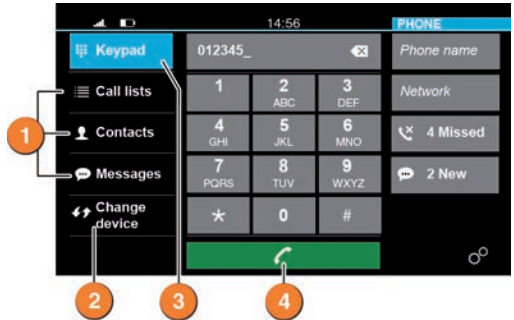 14:56
PHONE
Keypad
012345_
Phone name
Call lists
1
2
ABC
3
DEF
Network
1
Contacts
4
GHI
5
JKL
6
MNO
4 Missed
Messages
7
PQRS
8
TUV
9
WXYZ
2 New
Change
device
*
0
#
2
3
4